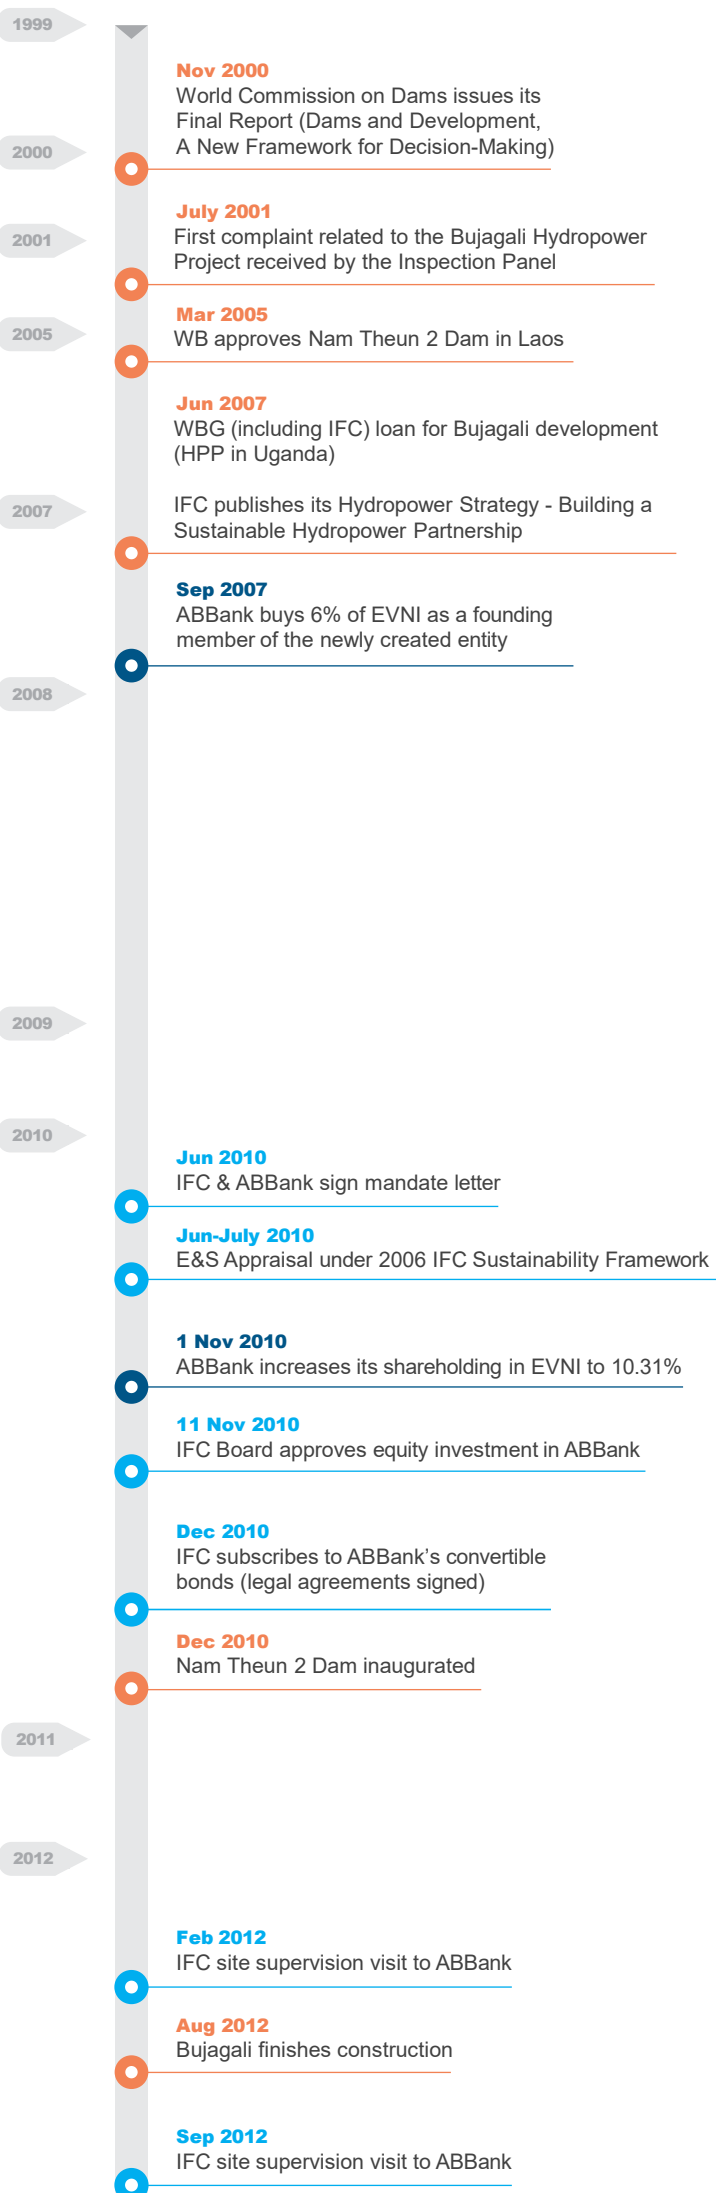 1999
Nov 2000
World Commission on Dams issues its
Final Report (Dams and Development,
A New Framework for Decision-Making)
2000
July 2001
First complaint related to the Bujagali Hydropower
Project received by the Inspection Panel
2001
Mar 2005
WB approves Nam Theun 2 Dam in Laos
2005
Jun 2007
WBG (including IFC) loan for Bujagali development
(HPP in Uganda)
IFC publishes its Hydropower Strategy - Building a
Sustainable Hydropower Partnership
2007
Sep 2007
ABBank buys 6% of EVNI as a founding
member of the newly created entity
2008
2009
2010
Jun 2010
IFC & ABBank sign mandate letter
Jun-July 2010
E&S Appraisal under 2006 IFC Sustainability Framework
1 Nov 2010
ABBank increases its shareholding in EVNI to 10.31%
11 Nov 2010
IFC Board approves equity investment in ABBank
Dec 2010
IFC subscribes to ABBank’s convertible
bonds (legal agreements signed)
Dec 2010
Nam Theun 2 Dam inaugurated
2011
2012
Feb 2012
IFC site supervision visit to ABBank
Aug 2012
Bujagali finishes construction
Sep 2012
IFC site supervision visit to ABBank